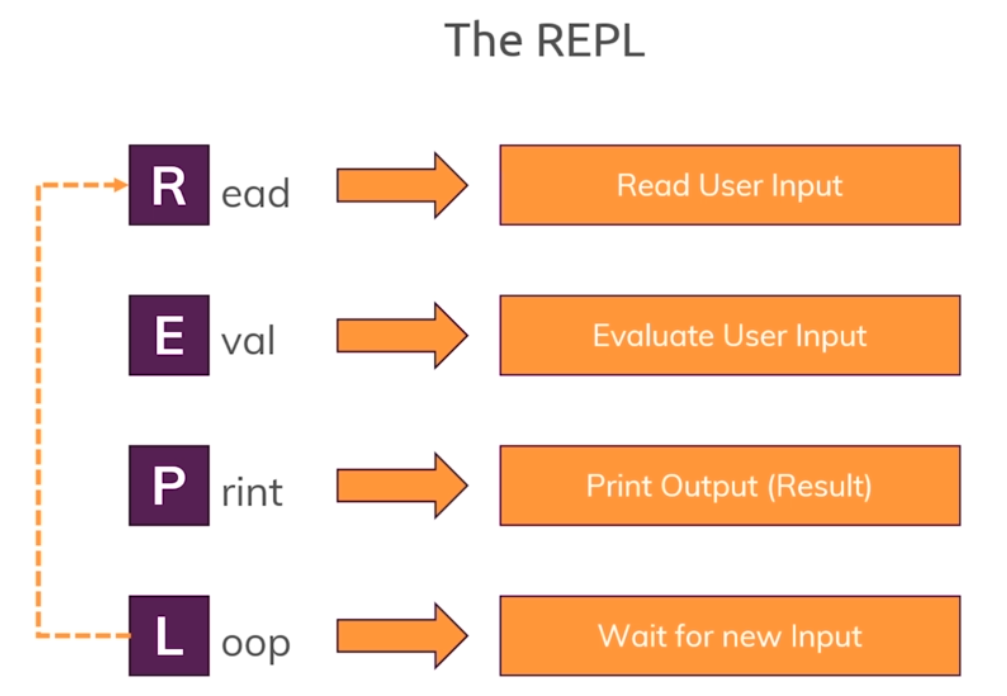 The REPL
R ead Read User Input
E val Evaluate User Input
P rint Print Output (Result)
L oop Wait for new Input